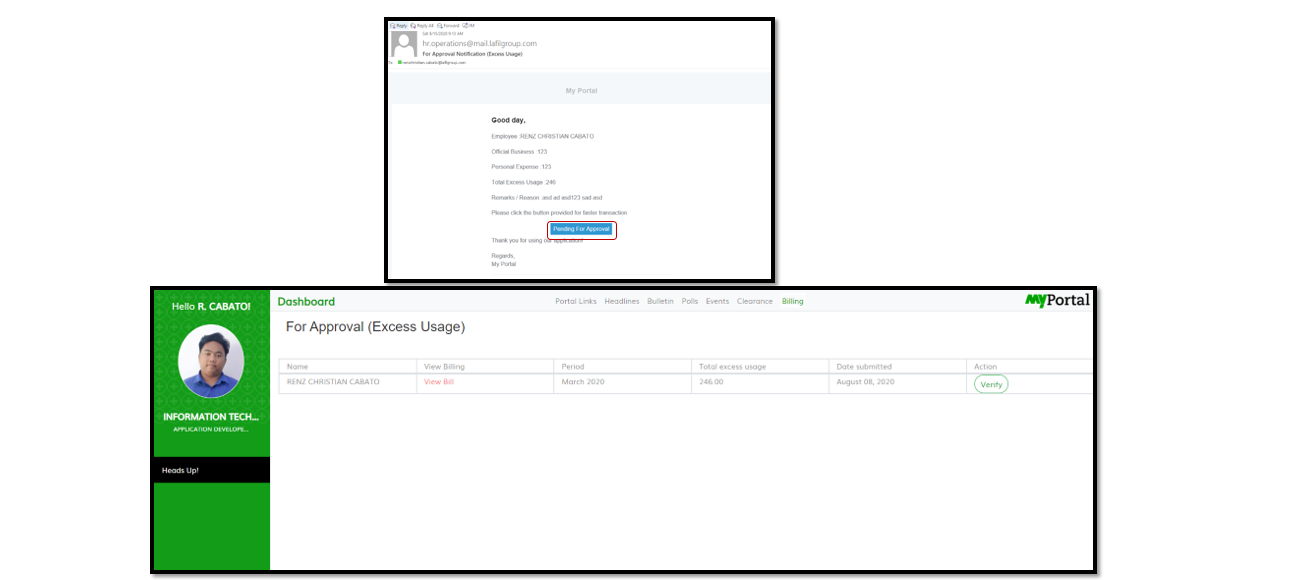 Reply Reply All Forward IM
Sat 8/15/2020 9:13 AM
hr.operations@mail.lafilgroup.com
For Approval Notification (Excess Usage)
To renzchristian.cabato@lafilgroup.com
My Portal
Good day,
Employee :RENZ CHRISTIAN CABATO
Official Business :123
Personal Expense :123
Total Excess Usage :246
Remarks / Reason :asd ad asd123 sad asd
Please click the button provided for faster transaction
Pending For Approval
Thank you for using our application!
Regards,
My Portal
Hello R. CABATO!
INFORMATION TECH...
APPLICATION DEVELOPE...
Heads Up!
Dashboard Portal Links Headlines Bulletin Polls Events Clearance Billing MyPortal
For Approval (Excess Usage)
Name View Billing Period Total excess usage Date submitted Action
RENZ CHRISTIAN CABATO View Bill March 2020 246.00 August 08, 2020 Verify